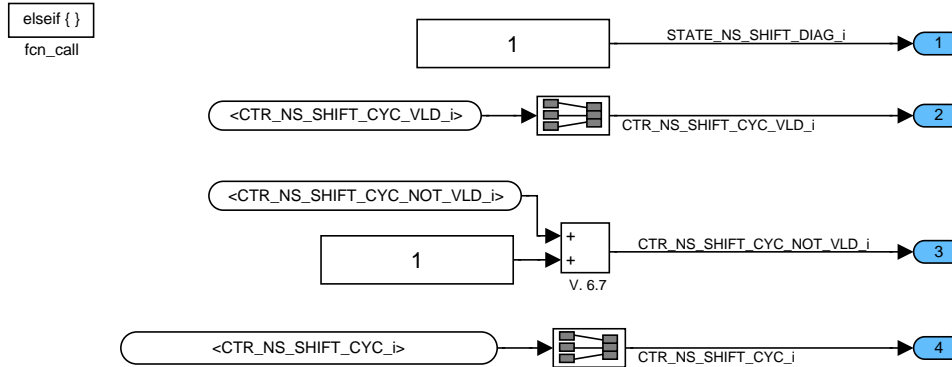 elseif { }
fcn_call
1
STATE_NS_SHIFT_DIAG_i
1
<CTR_NS_SHIFT_CYC_VLD_i>
CTR_NS_SHIFT_CYC_VLD_i
2
<CTR_NS_SHIFT_CYC_NOT_VLD_i>
1
+
+
V. 6.7
CTR_NS_SHIFT_CYC_NOT_VLD_i
3
<CTR_NS_SHIFT_CYC_i>
CTR_NS_SHIFT_CYC_i
4